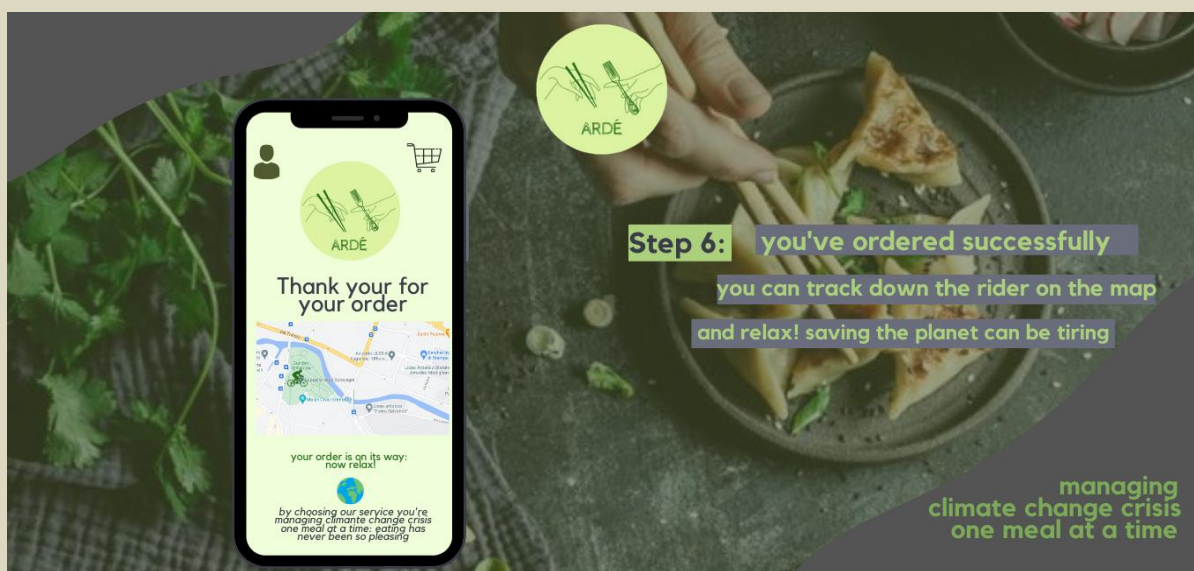 ARDÉ
Step 6:
you've ordered successfully
you can track down the rider on the map
and relax! saving the planet can be tiring
managing
climate change crisis
one meal at a time
ARDÉ
Thank your for
your order
your order is on its way:
now relax!
by choosing our service you're
managing climante change crisis
one meal at a time: eating has
never been so pleasing